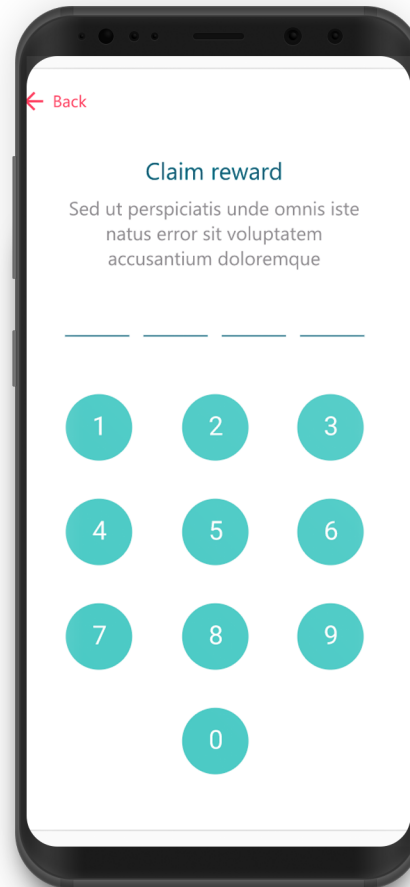 Back
Claim reward
Sed ut perspiciatis unde omnis iste
natus error sit voluptatem
accusantium doloremque
1 2 3
4 5 6
7 8 9
0